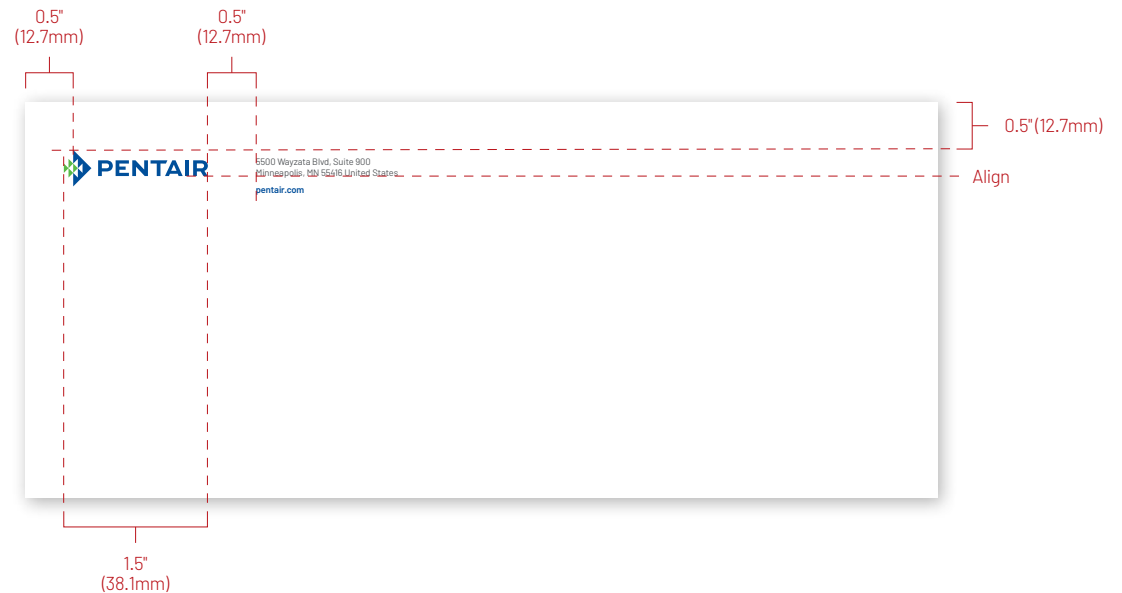 0.5"
(12.7mm)
0.5"
(12.7mm)
0.5" (12.7mm)
PENTAIR
5500 Wayzata Blvd, Suite 900
Minneapolis, MN 55416 United States
pentair.com
Align
1.5"
(38.1mm)